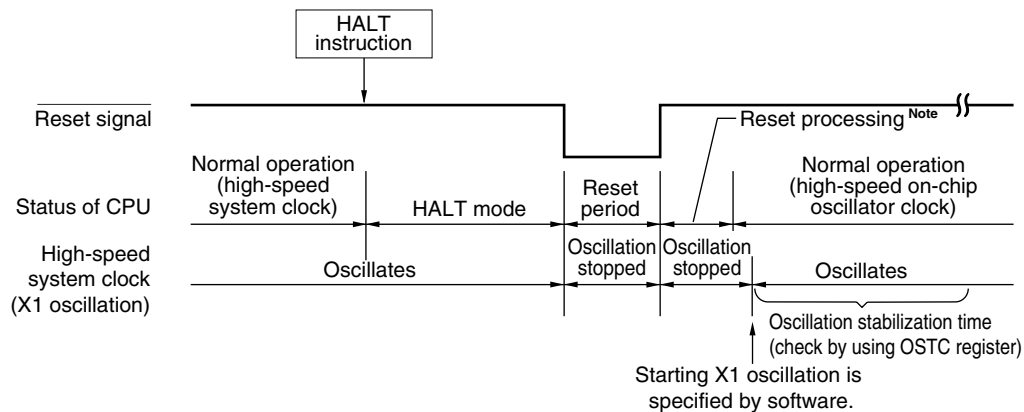 HALT
instruction
Reset signal
Reset processing Note
Normal operation
(high-speed
system clock)
Reset
period
Normal operation
(high-speed on-chip
oscillator clock)
Status of CPU
HALT mode
High-speed
system clock
(X1 oscillation)
Oscillates
Oscillation
stopped
Oscillation
stopped
Oscillates
Oscillation stabilization time
(check by using OSTC register)
Starting X1 oscillation is
specified by software.